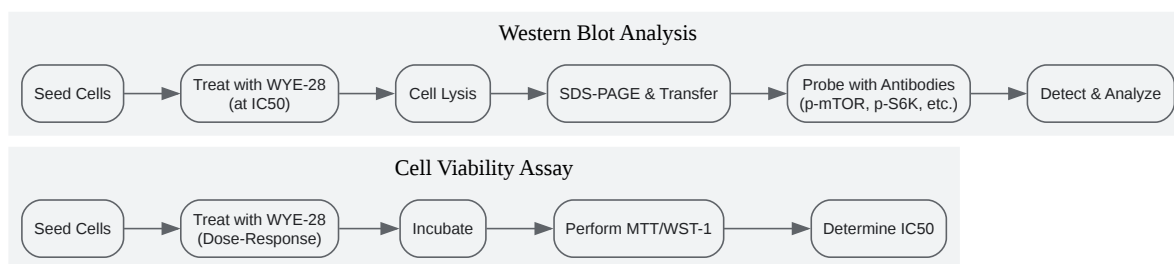 Western Blot Analysis
Seed Cells
Treat with WYE-28
(at IC50)
Cell Lysis
SDS-PAGE & Transfer
Probe with Antibodies
(p-mTOR, p-S6K, etc.)
Detect & Analyze
Cell Viability Assay
Seed Cells
Treat with WYE-28
(Dose-Response)
Incubate
Perform MTT/WST-1
Determine IC50